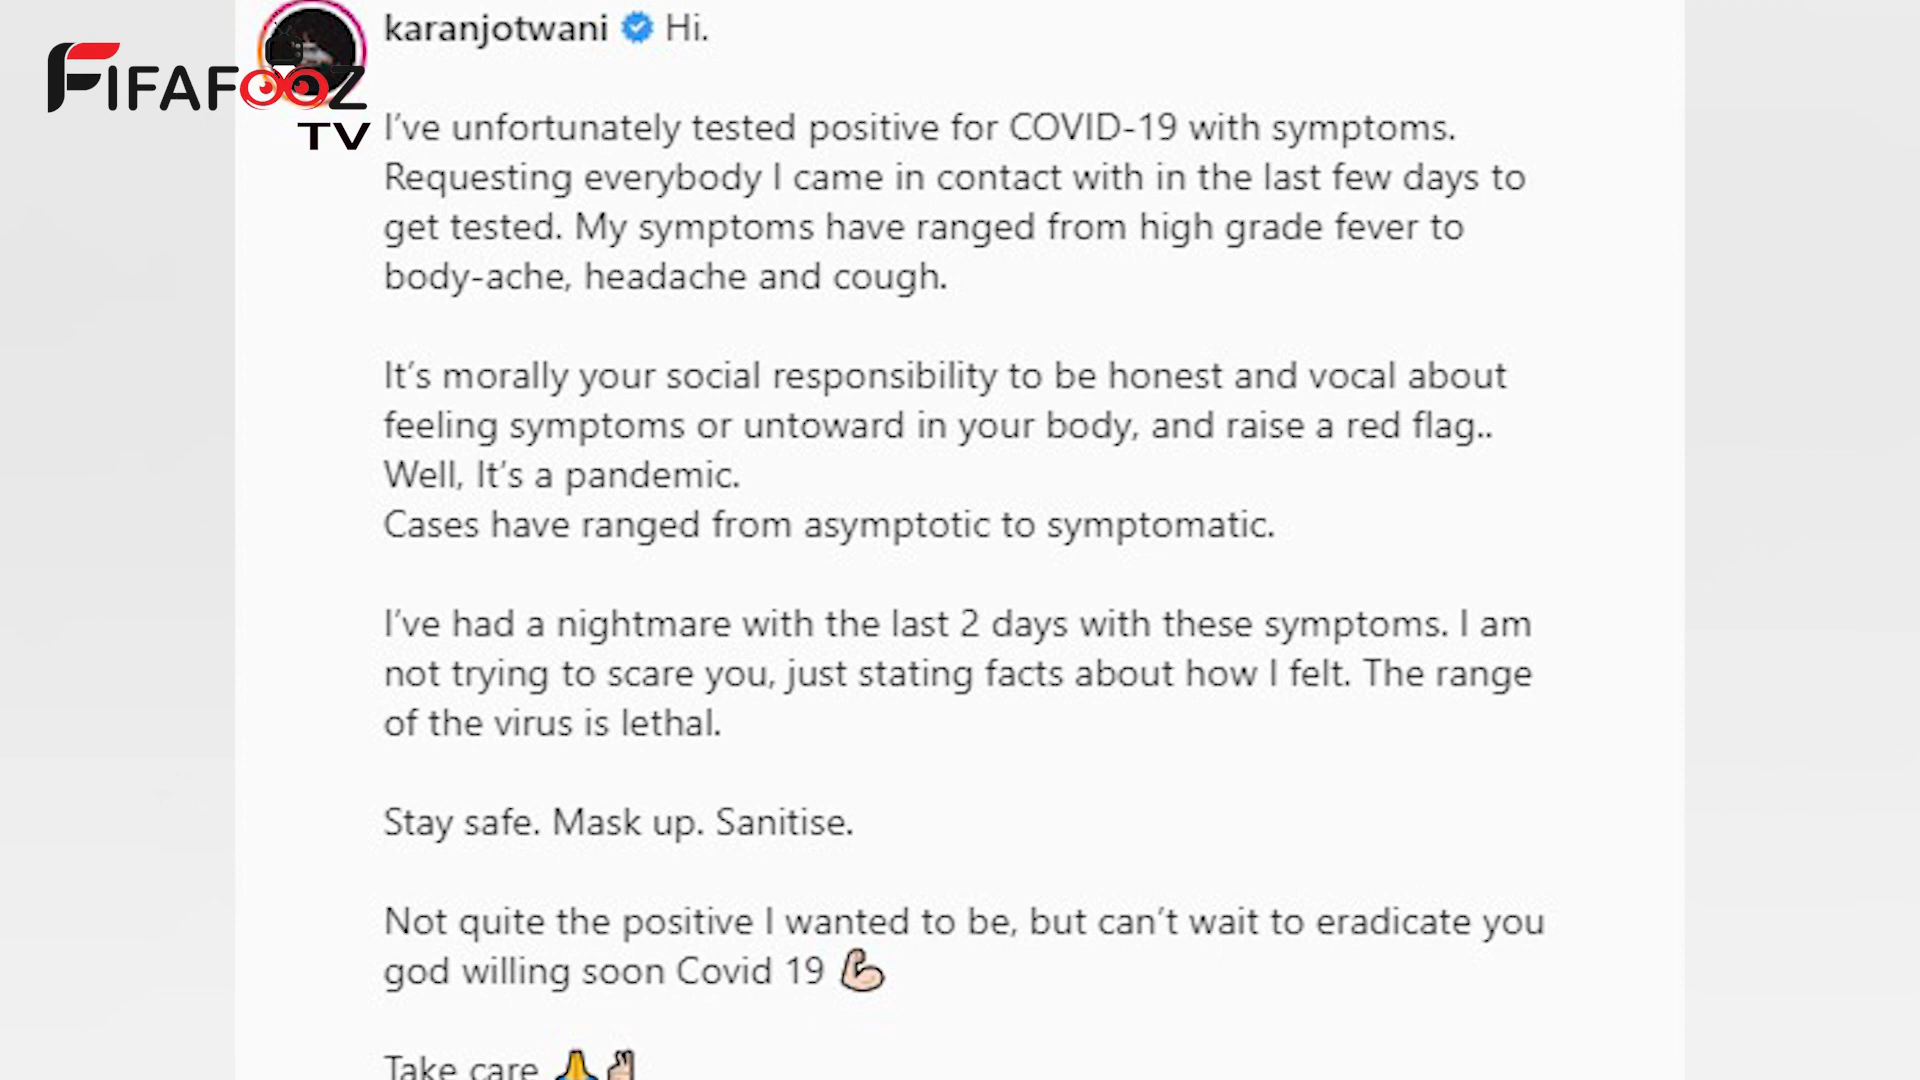 karanjotwani Hi.
FIFAFOOZ
TV
I've unfortunately tested positive for COVID-19 with symptoms.
Requesting everybody I came in contact with in the last few days to
get tested. My symptoms have ranged from high grade fever to
body-ache, headache and cough.
It's morally your social responsibility to be honest and vocal about
feeling symptoms or untoward in your body, and raise a red flag..
Well, It's a pandemic.
Cases have ranged from asymptotic to symptomatic.
I've had a nightmare with the last 2 days with these symptoms. I am
not trying to scare you, just stating facts about how I felt. The range
of the virus is lethal.
Stay safe. Mask up. Sanitise.
Not quite the positive I wanted to be, but can't wait to eradicate you
god willing soon Covid 19 💪🏻
Take care 🙏✌🏻